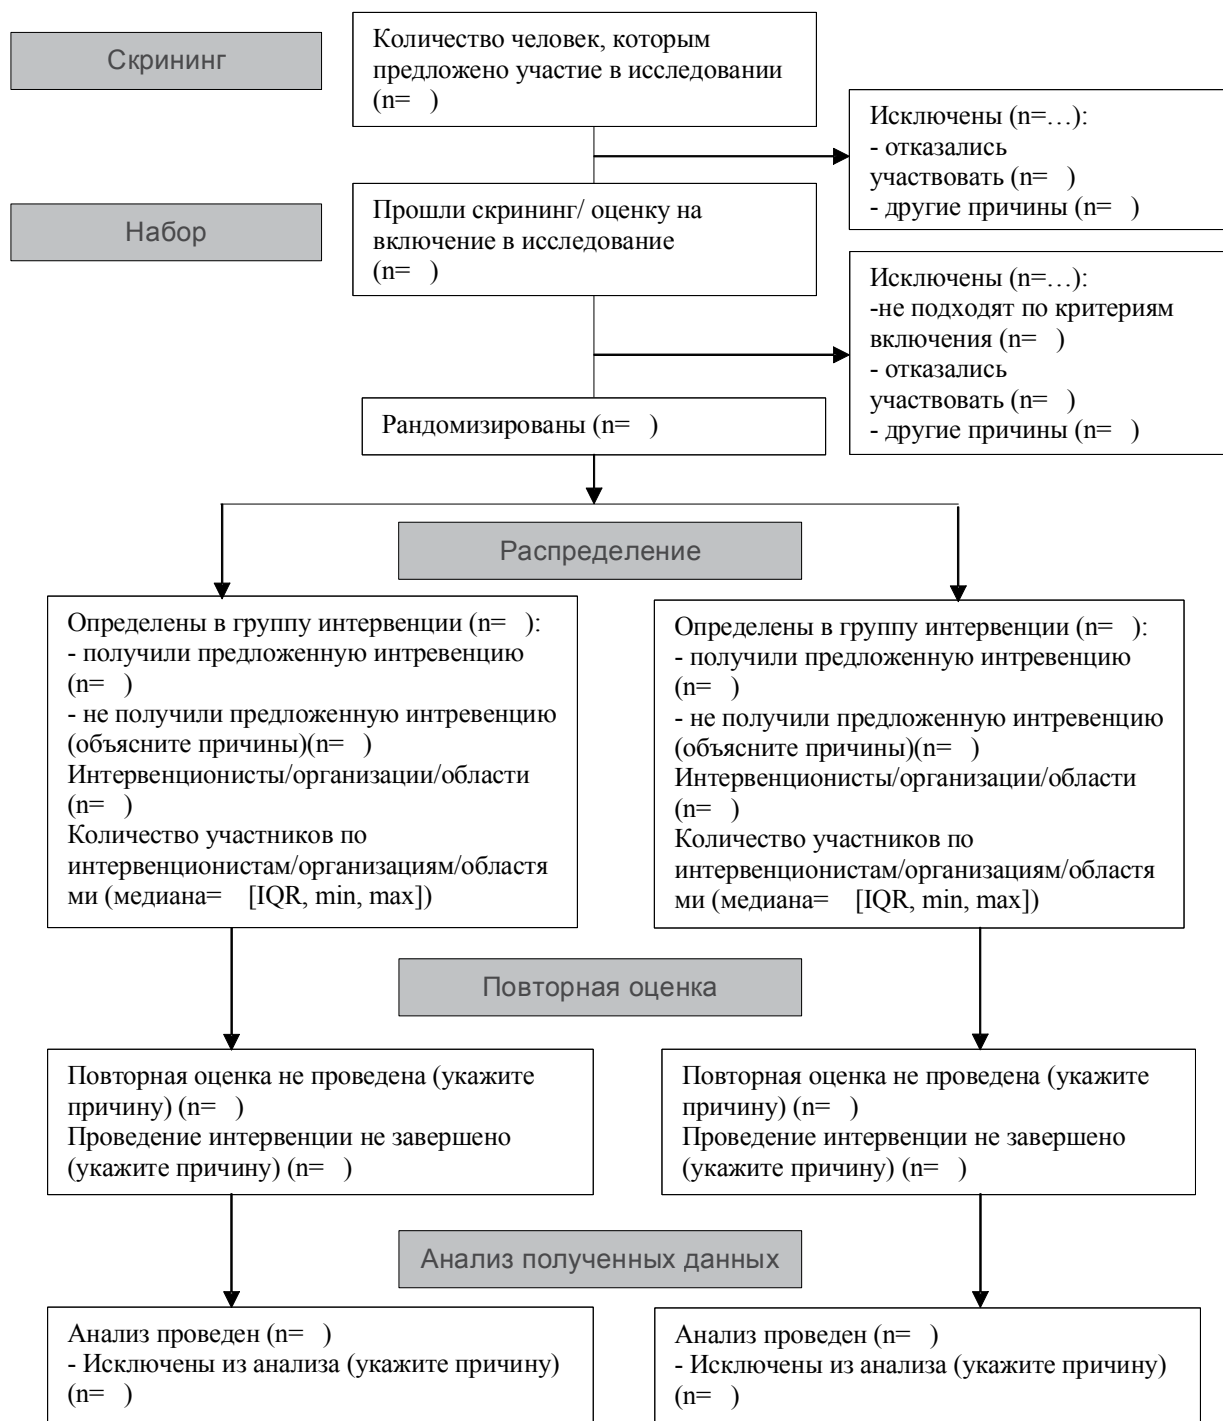 Скрининг
Количество человек, которым
предложено участие в исследовании
(n= )
Исключены (n=…):
- отказались
участвовать (n= )
- другие причины (n= )
Набор
Прошли скрининг/ оценку на
включение в исследование
(n= )
Исключены (n=…):
-не подходят по критериям
включения (n= )
- отказались
участвовать (n= )
- другие причины (n= )
Рандомизированы (n= )
Распределение
Определены в группу интервенции (n= ):
- получили предложенную интревенцию
(n= )
- не получили предложенную интревенцию
(объясните причины)(n= )
Интервенционисты/организации/области
(n= )
Количество участников по
интервенционистам/организациям/областя
ми (медиана= [IQR, min, max])
Определены в группу интервенции (n= ):
- получили предложенную интревенцию
(n= )
- не получили предложенную интревенцию
(объясните причины)(n= )
Интервенционисты/организации/области
(n= )
Количество участников по
интервенционистам/организациям/областя
ми (медиана= [IQR, min, max])
Повторная оценка
Повторная оценка не проведена (укажите
причину) (n= )
Проведение интервенции не завершено
(укажите причину) (n= )
Повторная оценка не проведена (укажите
причину) (n= )
Проведение интервенции не завершено
(укажите причину) (n= )
Анализ полученных данных
Анализ проведен (n= )
- Исключены из анализа (укажите причину)
(n= )
Анализ проведен (n= )
- Исключены из анализа (укажите причину)
(n= )